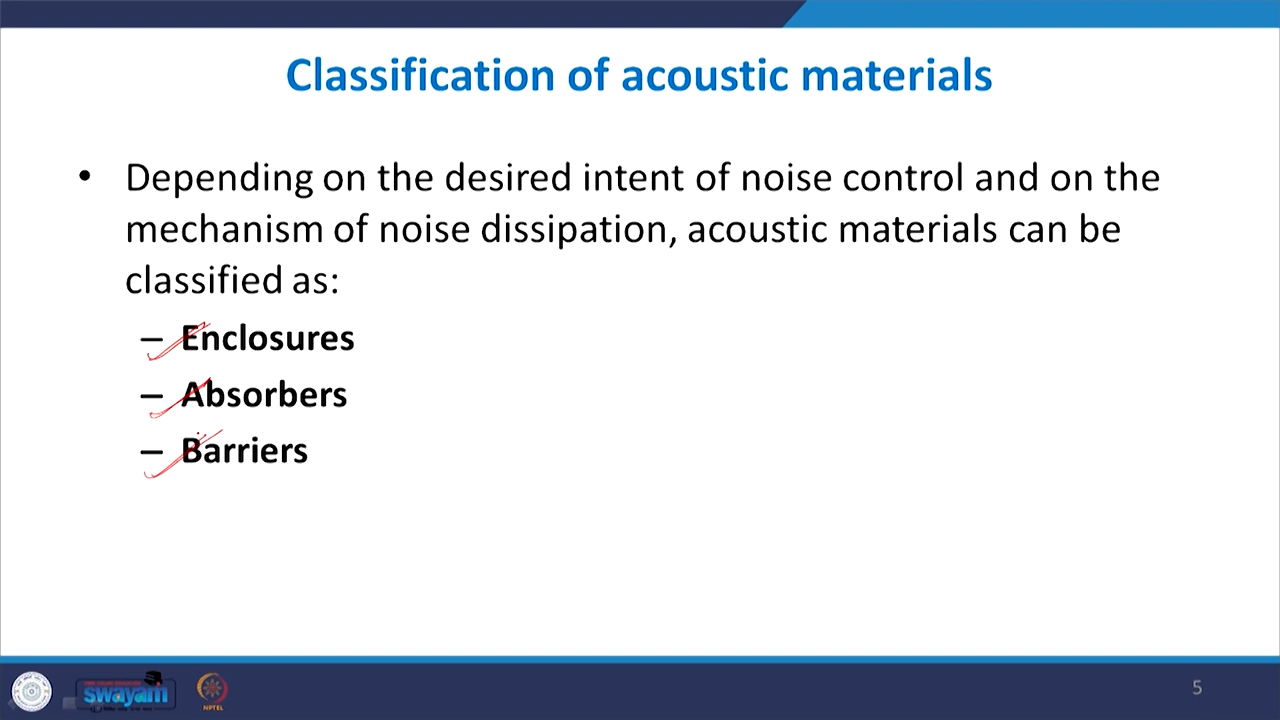 Classification of acoustic materials
• Depending on the desired intent of noise control and on the
mechanism of noise dissipation, acoustic materials can be
classified as:
– Enclosures
– Absorbers
– Barriers
swayam
NPTEL
5